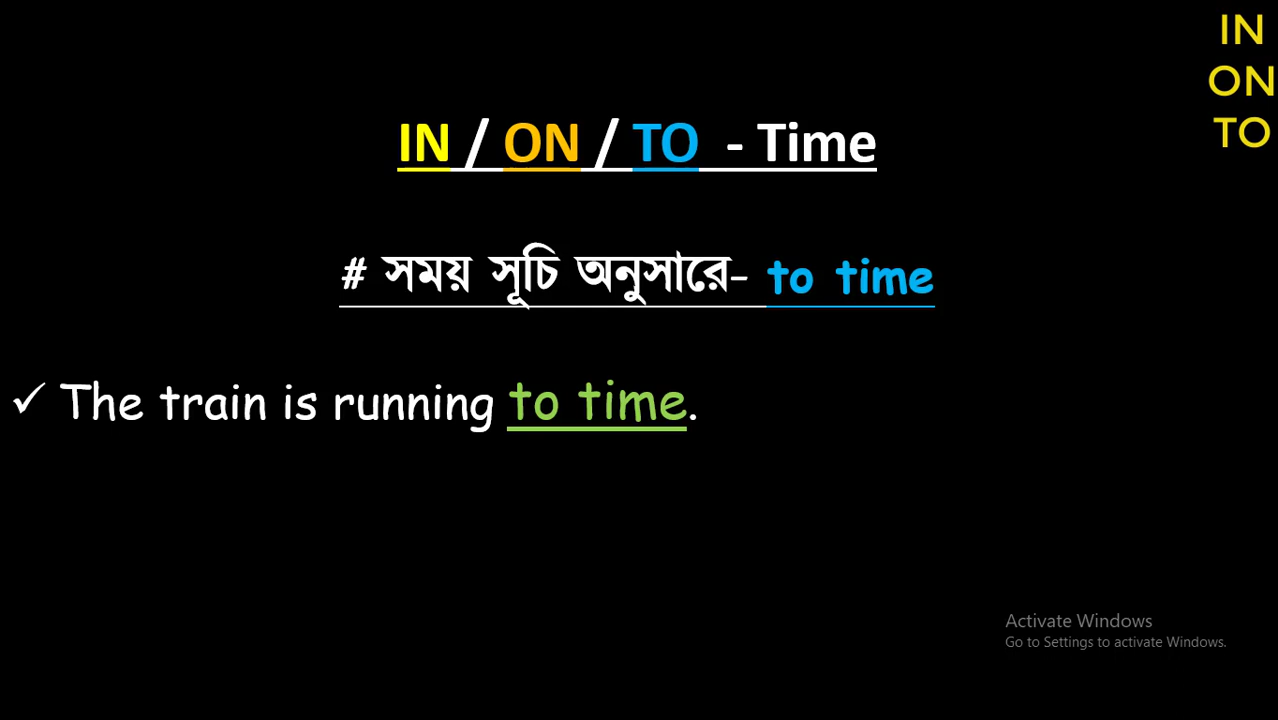 IN
ON
TO
IN / ON / TO - Time
# সময় সূচি অনুসারে- to time
✓ The train is running to time.
Activate Windows
Go to Settings to activate Windows.